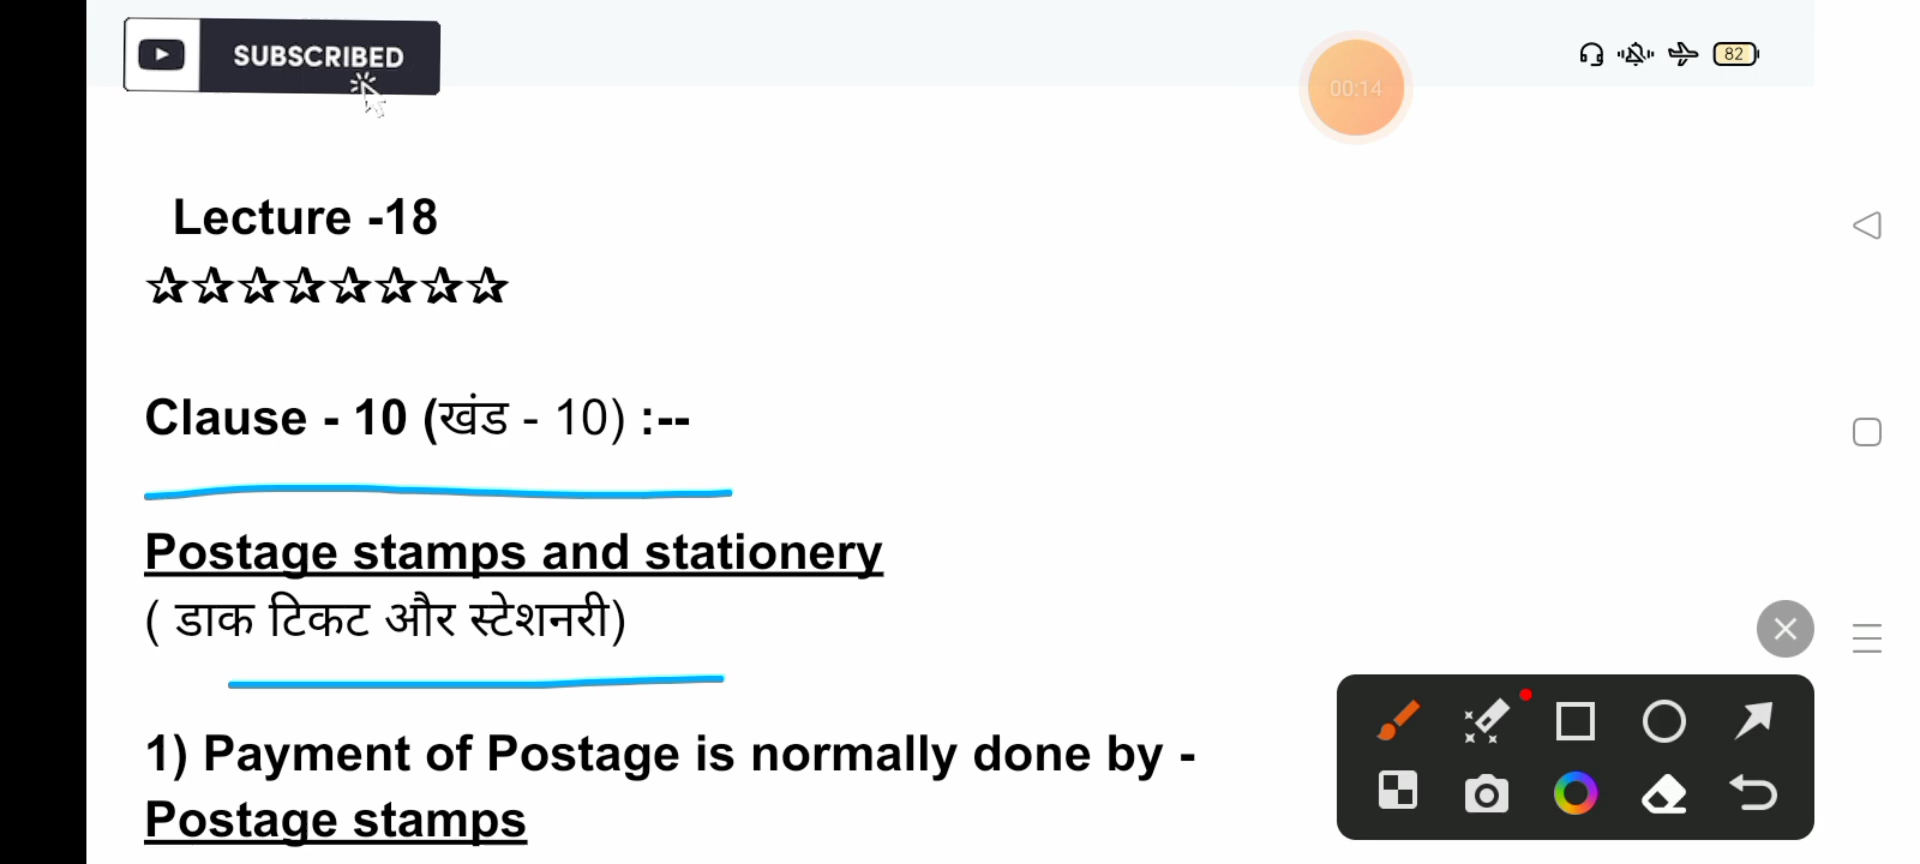 SUBSCRIBED
00:14
82
Lecture -18
☆☆☆☆☆☆☆☆
Clause - 10 (खंड - 10) :--
Postage stamps and stationery
( डाक टिकट और स्टेशनरी)
1) Payment of Postage is normally done by -
Postage stamps